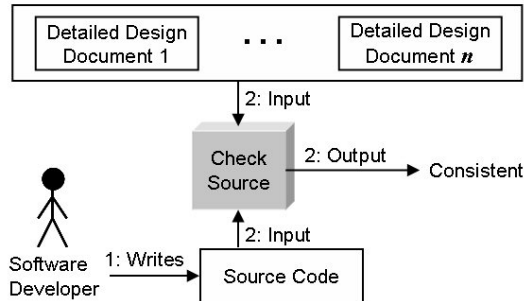 Detailed Design
Document 1
. . .
Detailed Design
Document n
2: Input
Check
Source
2: Output
Consistent
2: Input
1: Writes
Software
Developer
Source Code